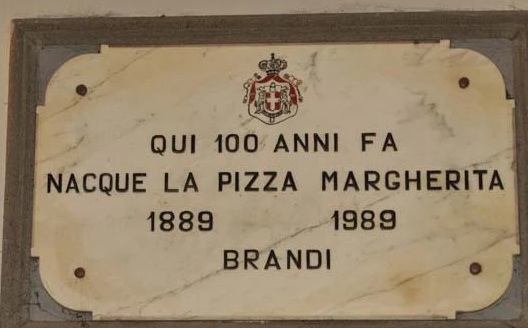 QUI 100 ANNI FA
NACQUE LA PIZZA MARGHERITA
1889 1989
BRANDI